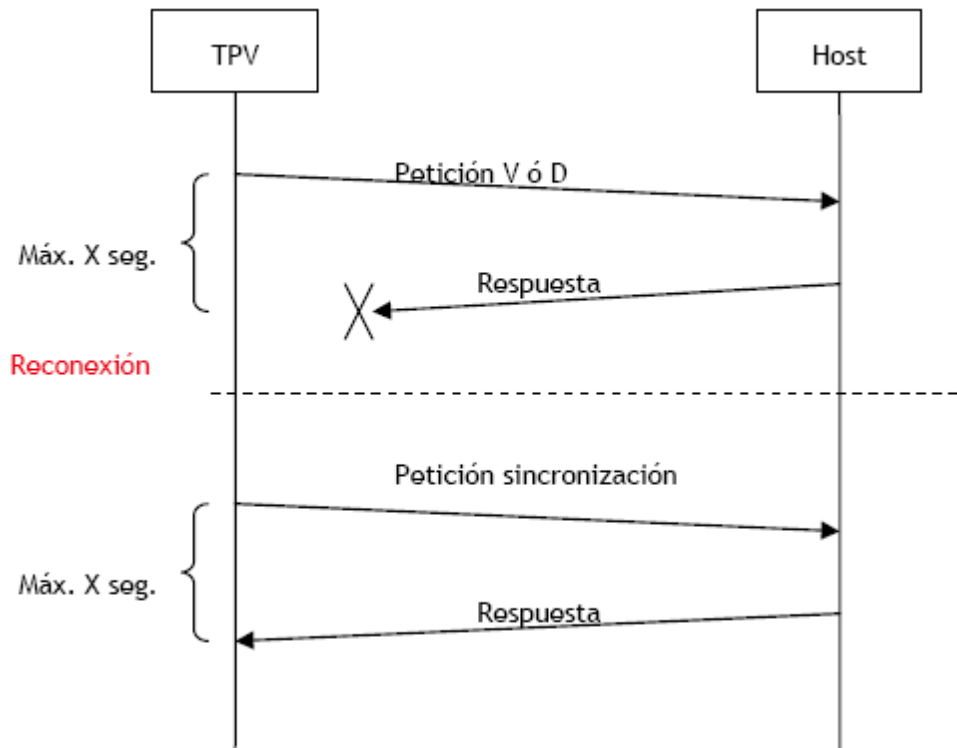 TPV
Host
Petición V ó D
Máx. X seg.
Respuesta
Reconexión
Petición sincronización
Máx. X seg.
Respuesta